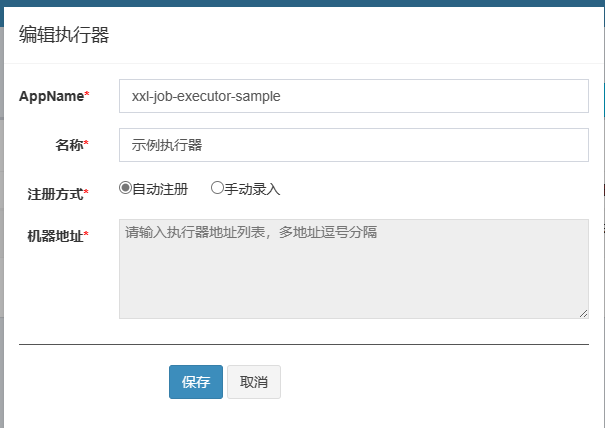 编辑执行器
AppName* xxl-job-executor-sample
名称* 示例执行器
注册方式* 自动注册 手动录入
机器地址* 请输入执行器地址列表，多地址逗号分隔
保存 取消